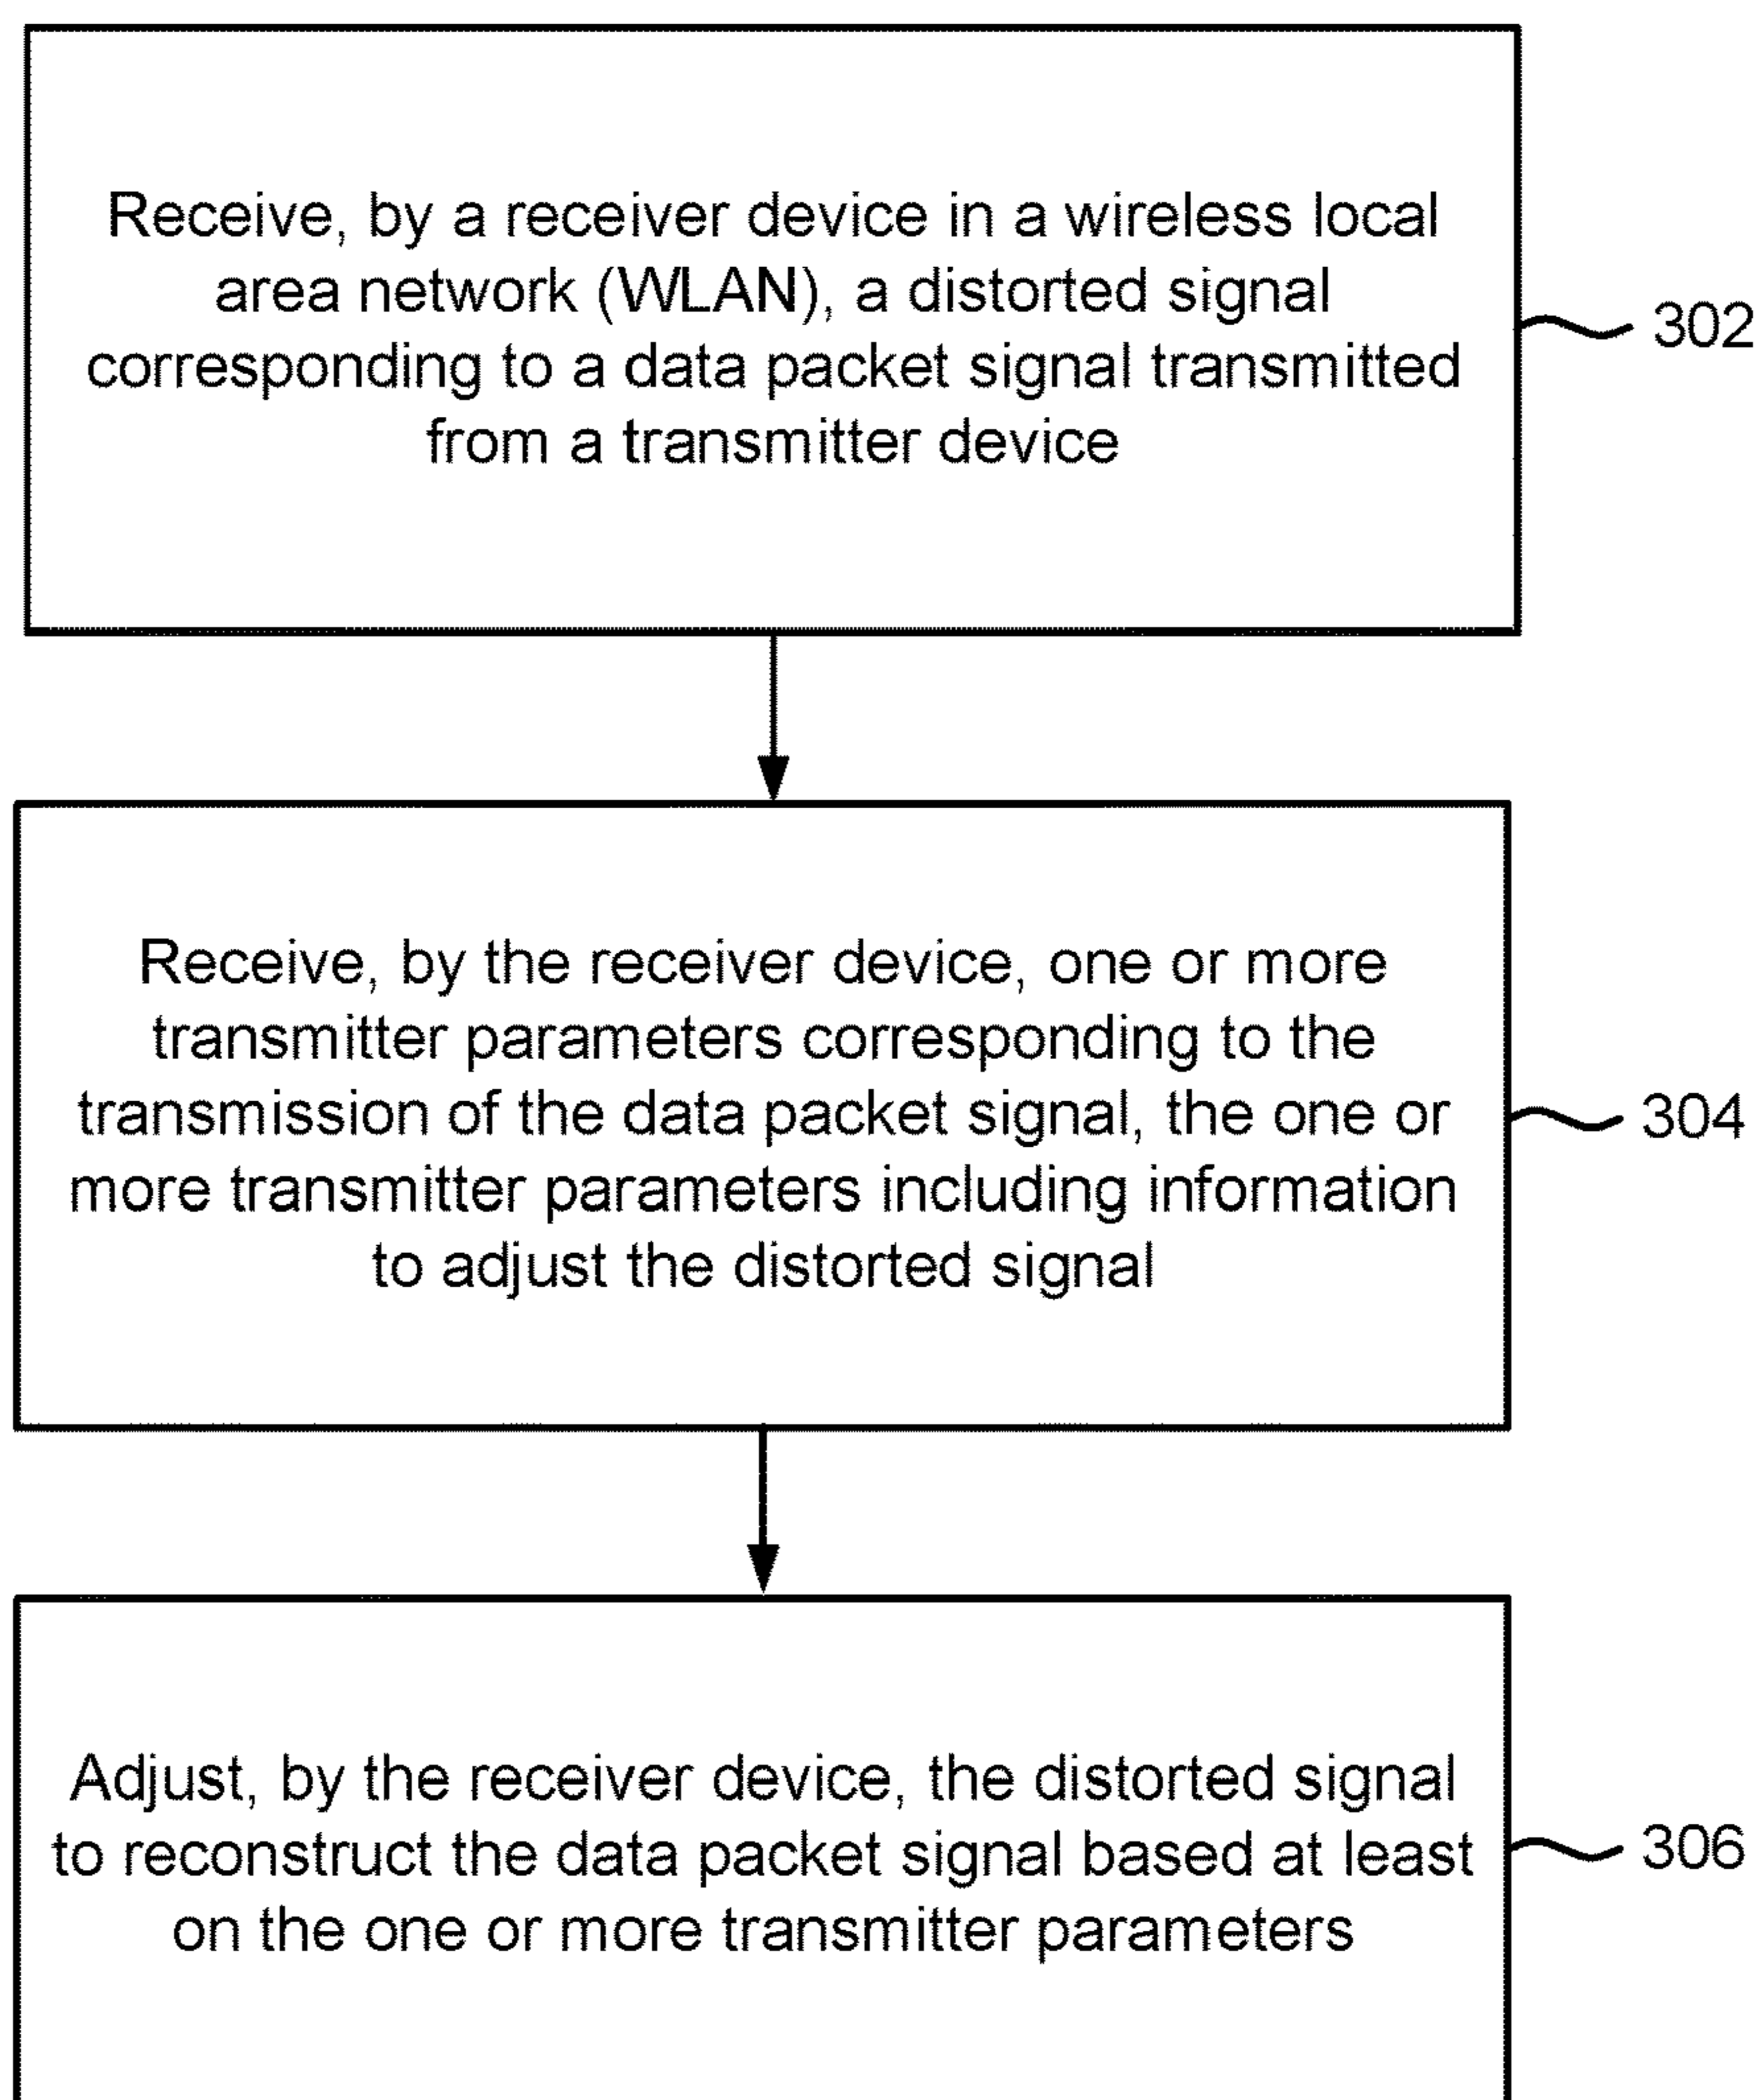 Receive, by a receiver device in a wireless local
area network (WLAN), a distorted signal
corresponding to a data packet signal transmitted
from a transmitter device
302
Receive, by the receiver device, one or more
transmitter parameters corresponding to the
transmission of the data packet signal, the one or
more transmitter parameters including information
to adjust the distorted signal
304
Adjust, by the receiver device, the distorted signal
to reconstruct the data packet signal based at least
on the one or more transmitter parameters
306